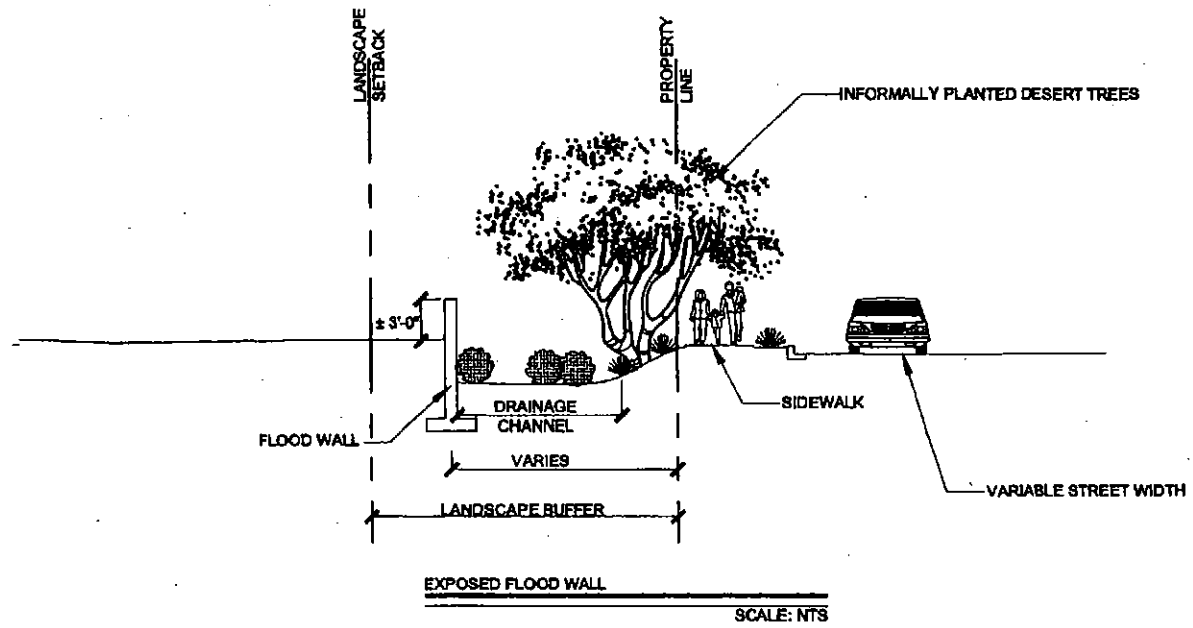 LANDSCAPE
SETBACK
PROPERTY
LINE
INFORMALLY PLANTED DESERT TREES
± 3'-0"
DRAINAGE
CHANNEL
SIDEWALK
FLOOD WALL
VARIES
VARIABLE STREET WIDTH
LANDSCAPE BUFFER
EXPOSED FLOOD WALL
SCALE: NTS